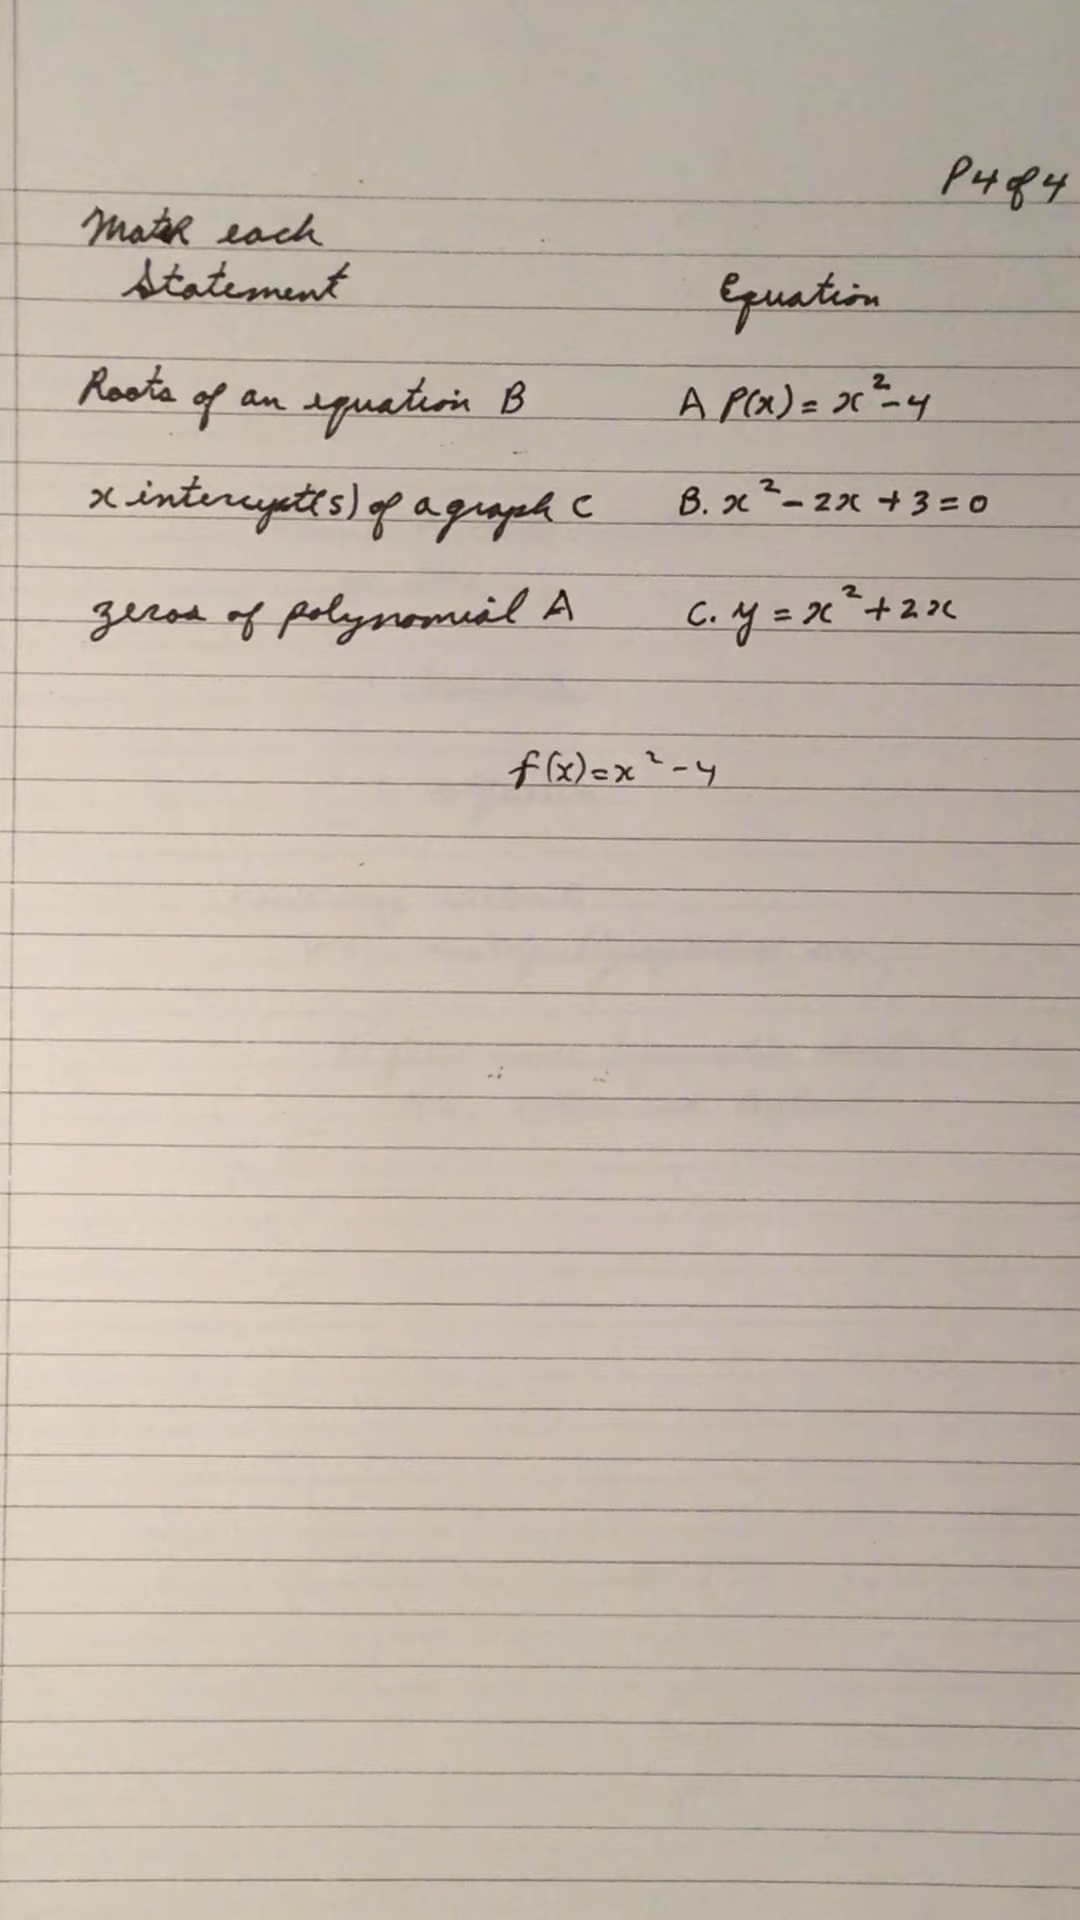 P4 of 4
Match each
Statement Equation
Roots of an equation B A P(x) = x²-4
x intercept(s) of a graph C B. x² - 2x + 3 = 0
zeros of polynomial A C. y = x² + 2x
f(x) = x² - 4